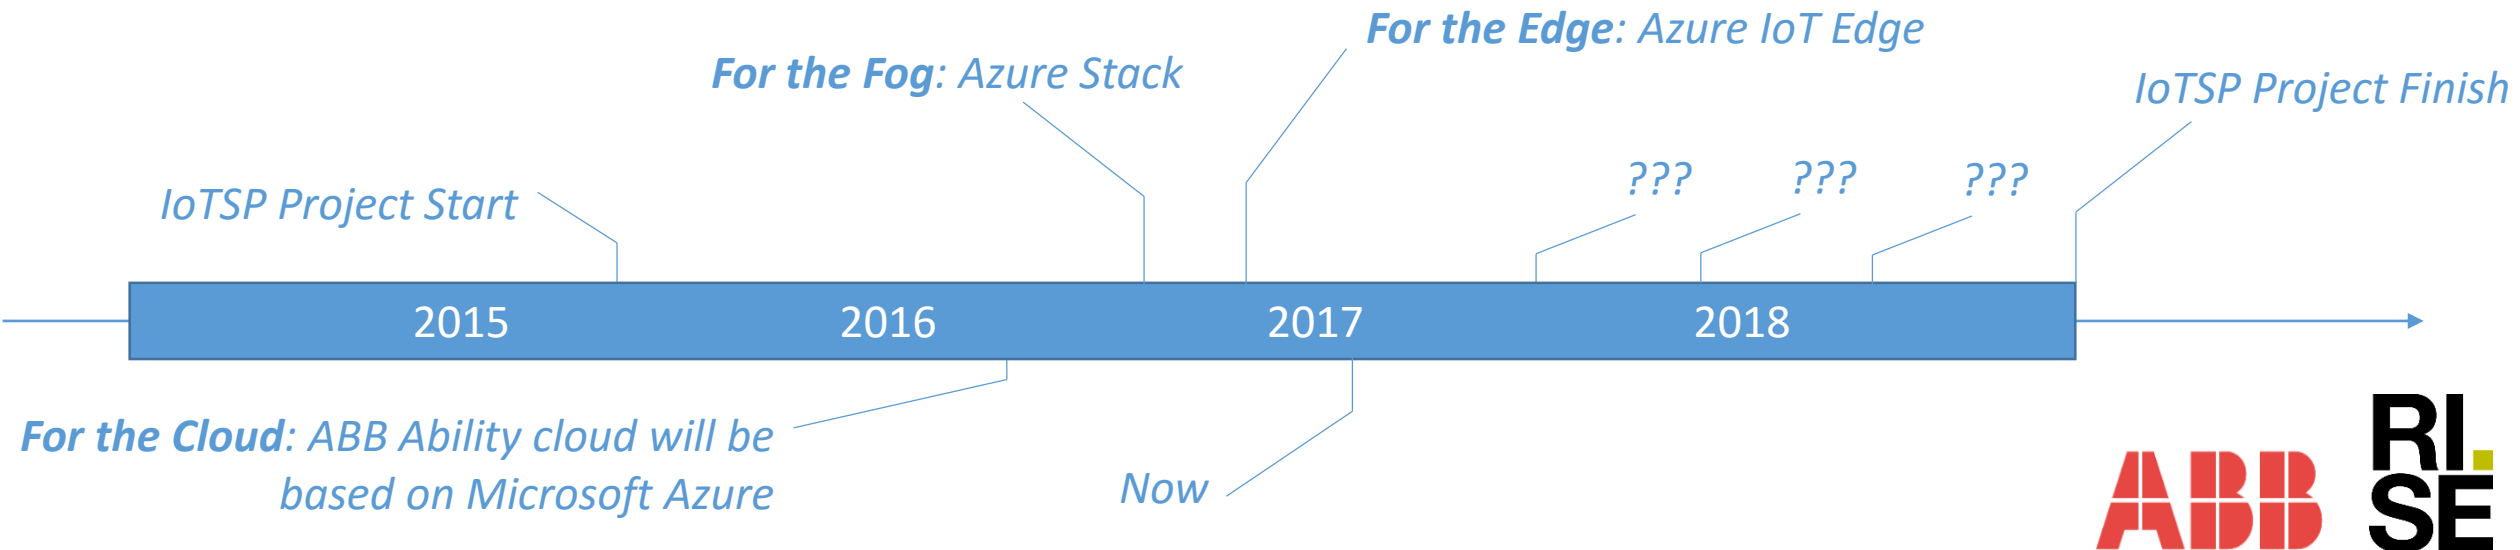 For the Edge: Azure IoT Edge
For the Fog: Azure Stack
IoTSP Project Finish
???
???
???
IoTSP Project Start
2015
2016
2017
2018
For the Cloud: ABB Ability cloud will be
based on Microsoft Azure
Now
ABB
RI.
SE